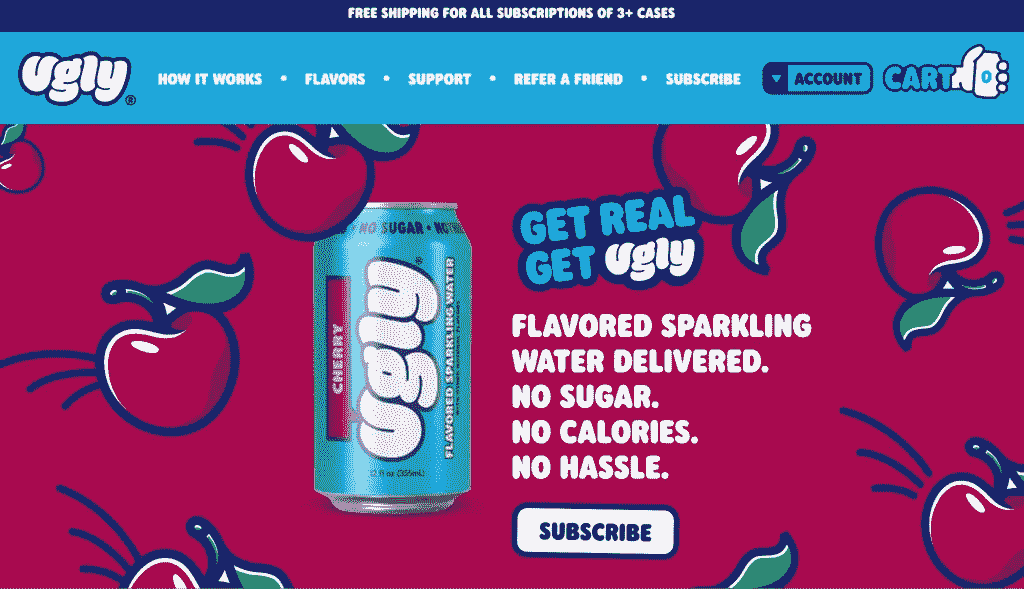 FREE SHIPPING FOR ALL SUBSCRIPTIONS OF 3+ CASES
Ugly®
HOW IT WORKS • FLAVORS • SUPPORT • REFER A FRIEND • SUBSCRIBE
ACCOUNT
CART 0
NO SUGAR • NO
CHERRY
Ugly®
FLAVORED SPARKLING WATER
12 fl oz (355mL)
GET REAL
GET Ugly
FLAVORED SPARKLING
WATER DELIVERED.
NO SUGAR.
NO CALORIES.
NO HASSLE.
SUBSCRIBE